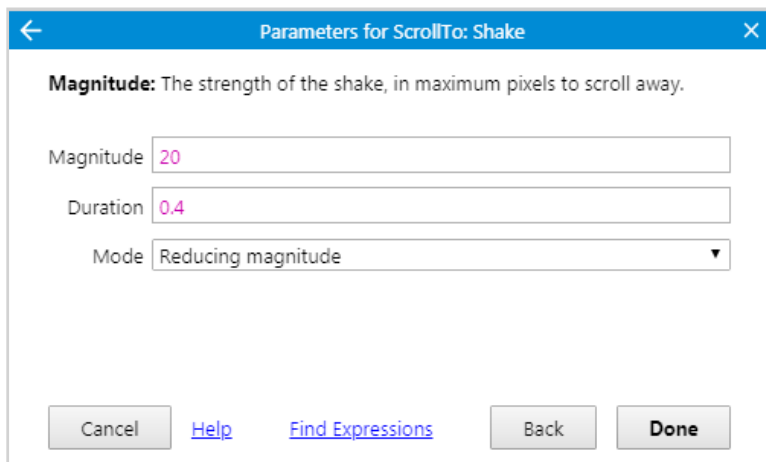 Parameters for ScrollTo: Shake
Magnitude: The strength of the shake, in maximum pixels to scroll away.
Magnitude 20
Duration 0.4
Mode Reducing magnitude
Cancel Help Find Expressions Back Done